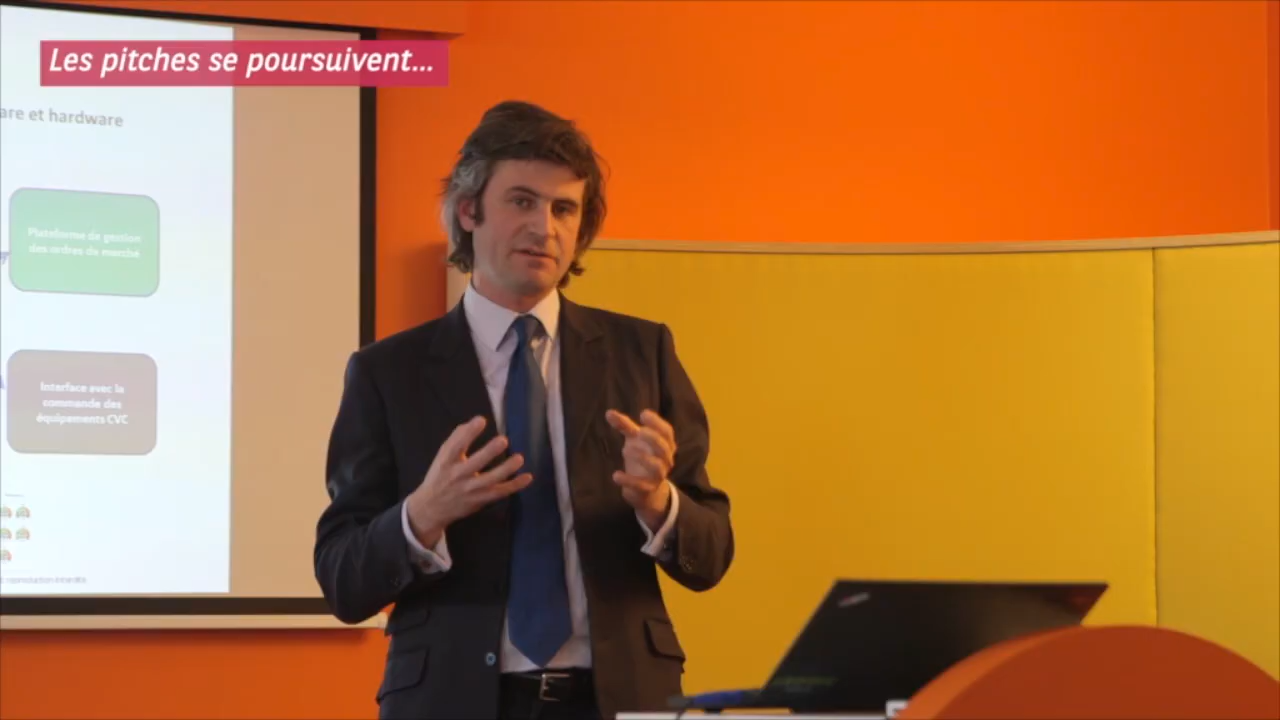 Les pitches se poursuivent...
are et hardware
Plateforme de gestion
des ordres de marché
Interface avec la
commande des
équipements CVC